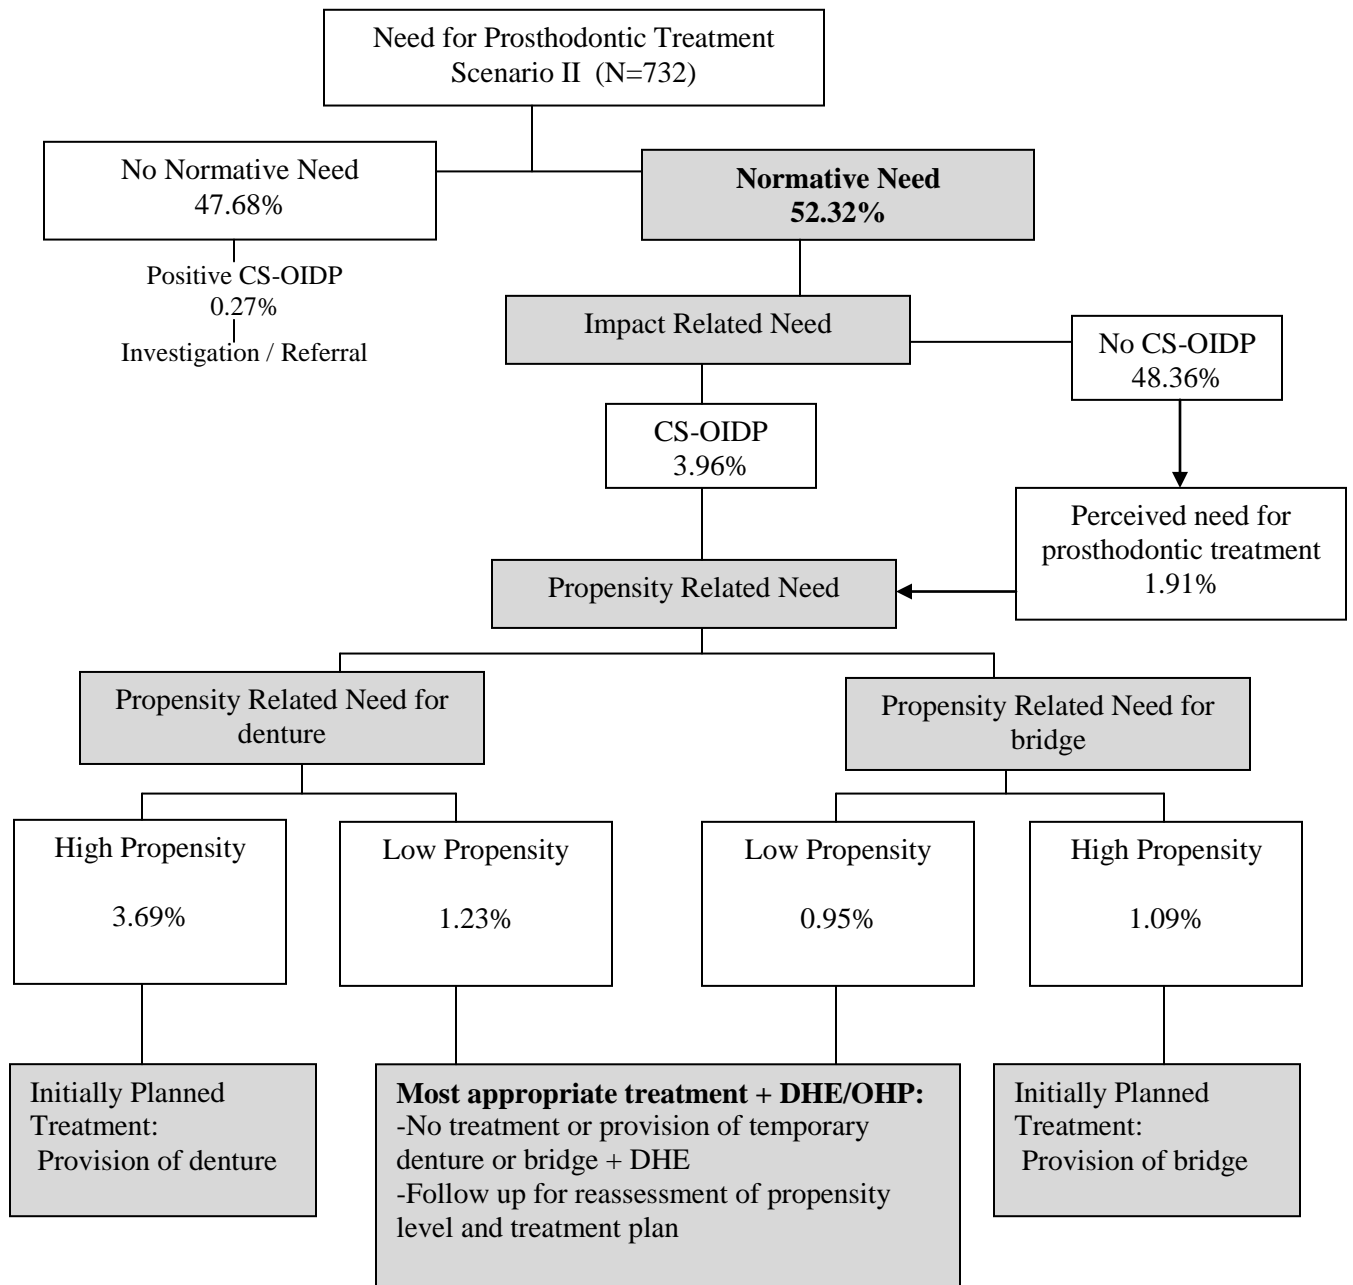 Need for Prosthodontic Treatment
Scenario II  (N=732)
No Normative Need
47.68%
Normative Need
52.32%
Positive CS-OIDP
0.27%
Investigation / Referral
Impact Related Need
No CS-OIDP
48.36%
CS-OIDP
3.96%
Perceived need for
prosthodontic treatment
1.91%
Propensity Related Need
Propensity Related Need for
denture
Propensity Related Need for
bridge
High Propensity
3.69%
Low Propensity
1.23%
Low Propensity
0.95%
High Propensity
1.09%
Initially Planned
Treatment:
Provision of denture
Most appropriate treatment + DHE/OHP:
-No treatment or provision of temporary
denture or bridge + DHE
-Follow up for reassessment of propensity
level and treatment plan
Initially Planned
Treatment:
Provision of bridge